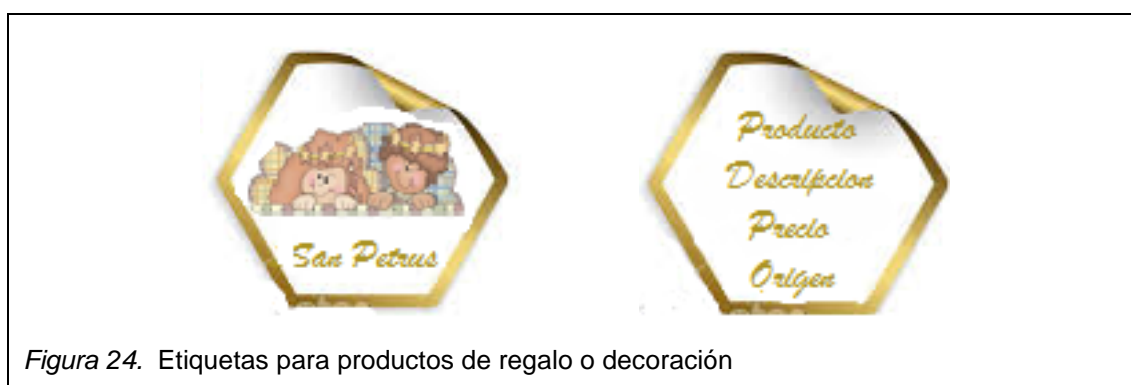 San Petrus
Producto
Descripcion
Precio
Origen
Figura 24. Etiquetas para productos de regalo o decoración